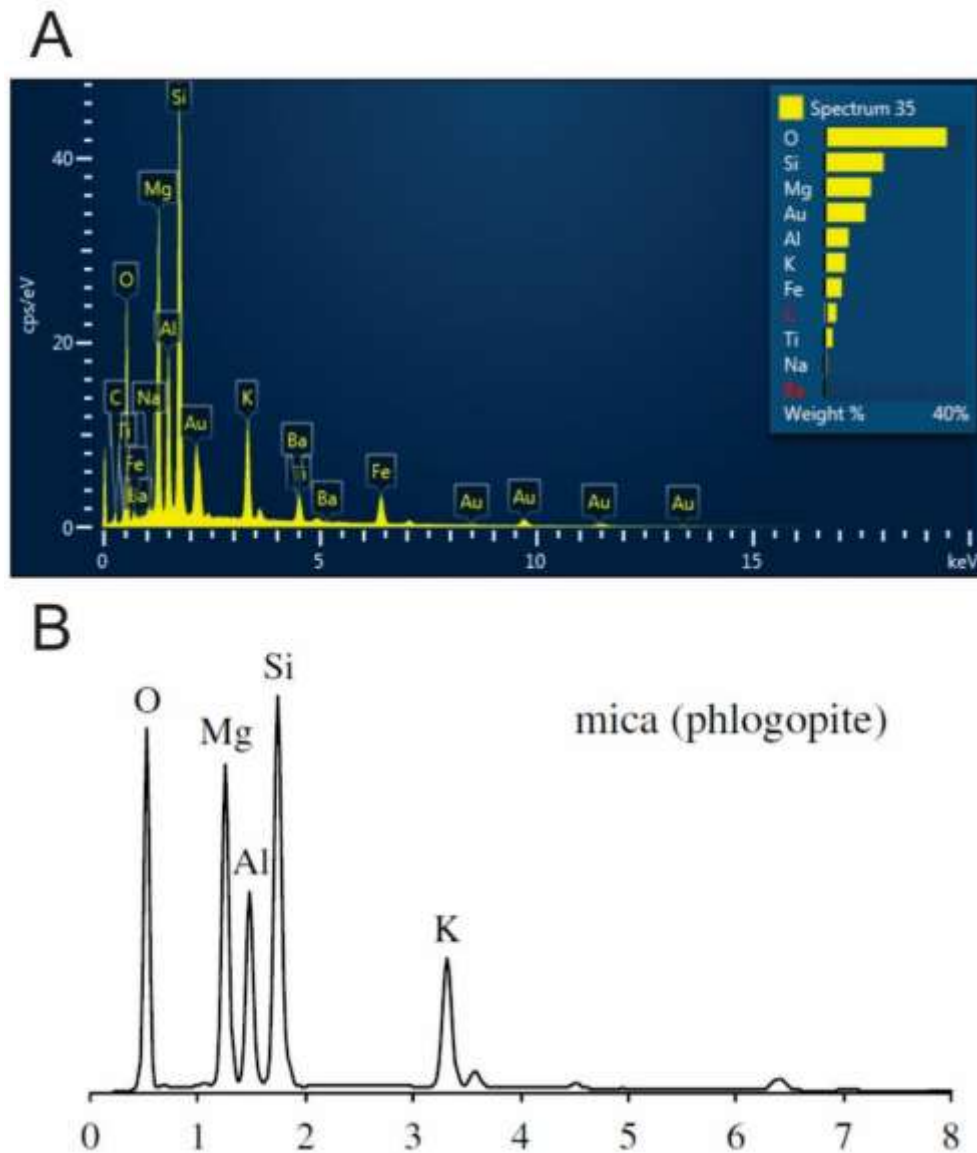 A
Si
40
Mg
O
cps/eV
Al
20
C
Na
K
Ti
Au
Ba
Fe
Ti
Fe
Ba
Ba
Au
Au
Au
Au
0
0
5
10
15
keV
Spectrum 35
O
Si
Mg
Au
Al
K
Fe
Ti
Na
Weight %
40%
B
Si
O
mica (phlogopite)
Mg
Al
K
0 1 2 3 4 5 6 7 8